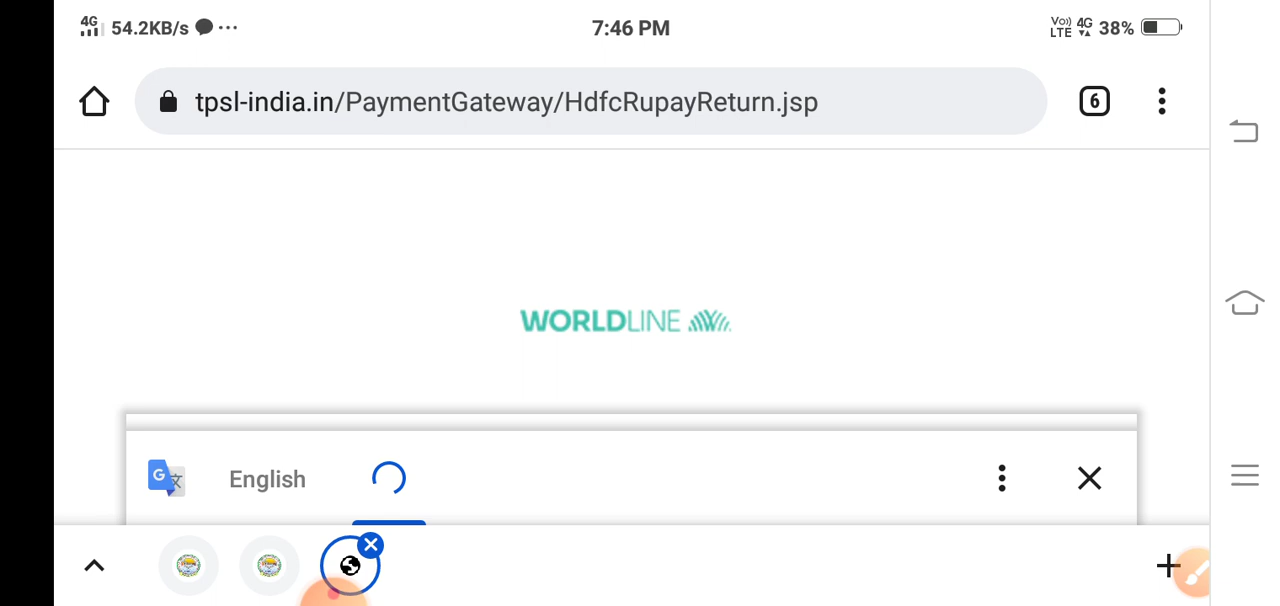 4G 54.2KB/s ... 7:46 PM Vo)) LTE 4G 38%
tpsl-india.in/PaymentGateway/HdfcRupayReturn.jsp 6
WORLDLINE
G 文 English